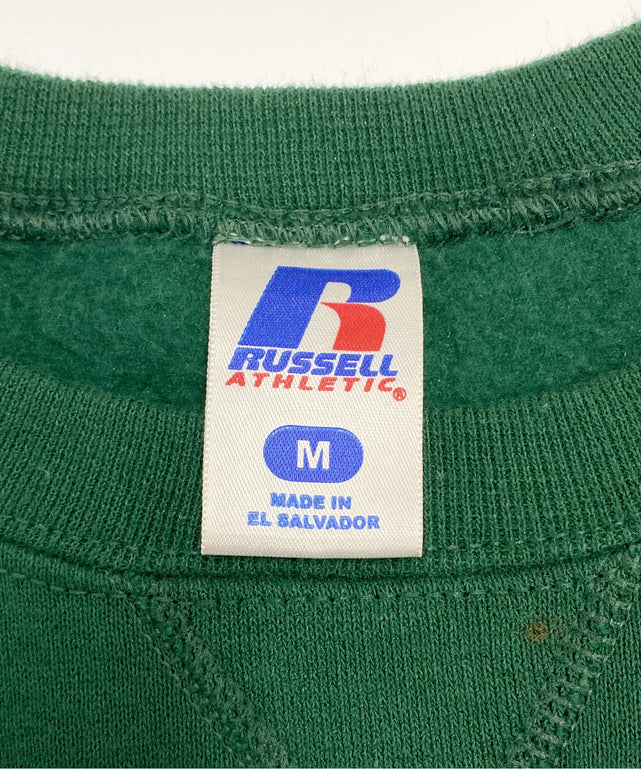 R
RUSSELL
ATHLETIC®
M
MADE IN
EL SALVADOR